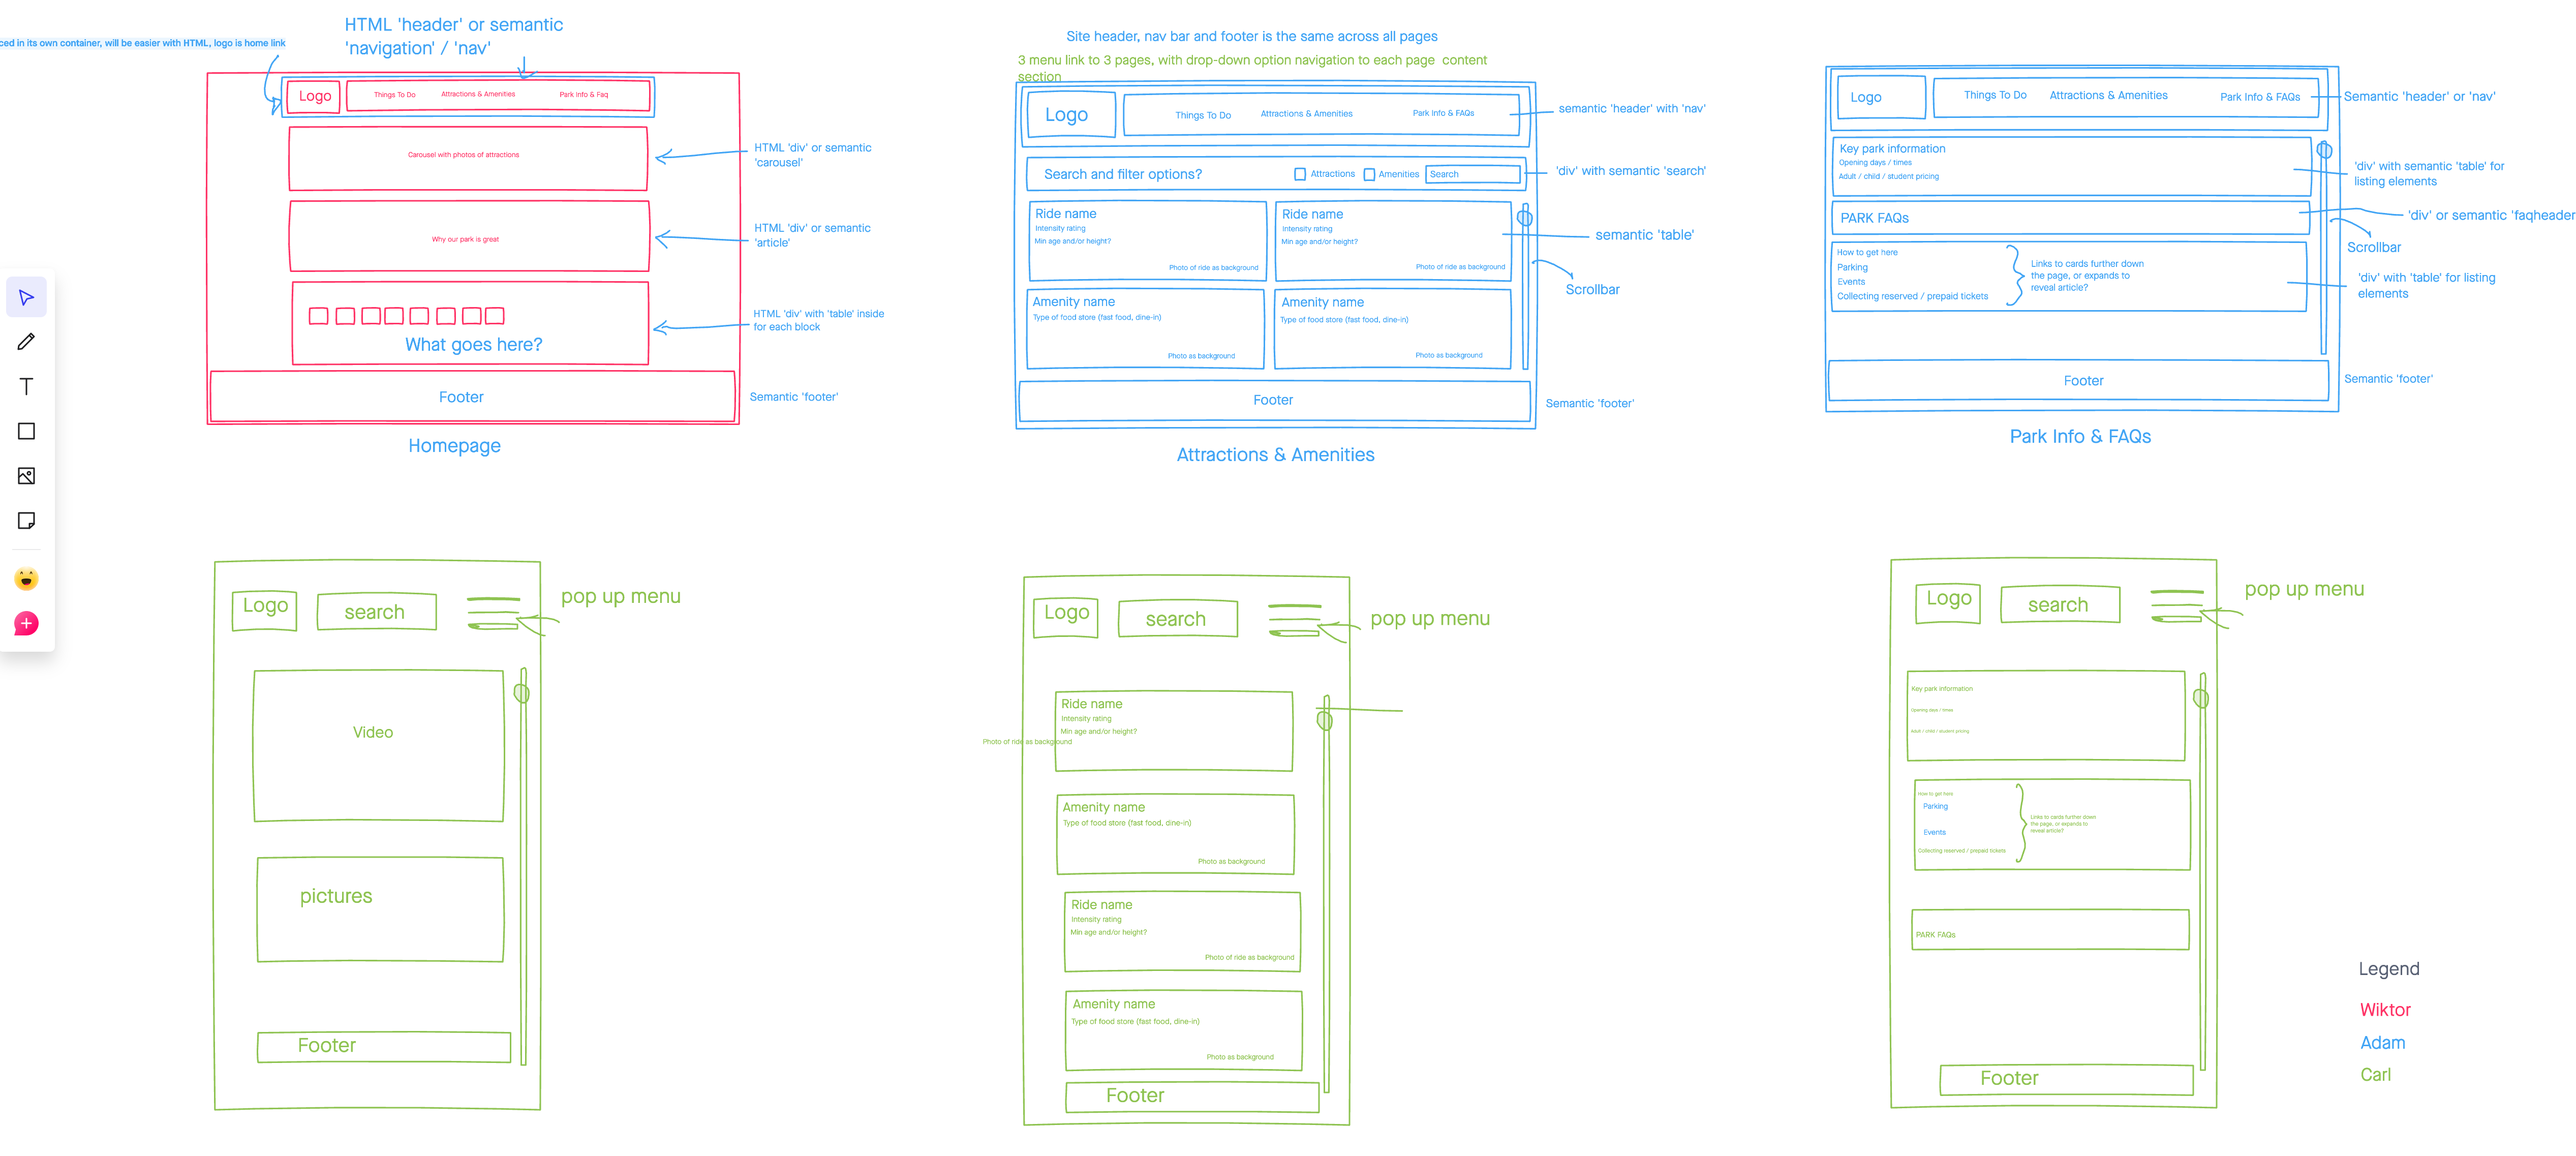 ced in its own container, will be easier with HTML, logo is home link
HTML 'header' or semantic
'navigation' / 'nav'
Logo
Things To Do
Attractions & Amenities
Park Info & Faq
Carousel with photos of attractions
HTML 'div' or semantic
'carousel'
Why our park is great
HTML 'div' or semantic
'article'
What goes here?
HTML 'div' with 'table' inside
for each block
Footer
Semantic 'footer'
Homepage
Site header, nav bar and footer is the same across all pages
3 menu link to 3 pages, with drop-down option navigation to each page content
section
Logo
Things To Do
Attractions & Amenities
Park Info & FAQs
semantic 'header' with 'nav'
Search and filter options?
Attractions
Amenities
Search
'div' with semantic 'search'
Ride name
Intensity rating
Min age and/or height?
Photo of ride as background
Ride name
Intensity rating
Min age and/or height?
Photo of ride as background
semantic 'table'
Scrollbar
Amenity name
Type of food store (fast food, dine-in)
Photo as background
Amenity name
Type of food store (fast food, dine-in)
Photo as background
Footer
Semantic 'footer'
Attractions & Amenities
Logo
Things To Do
Attractions & Amenities
Park Info & FAQs
Semantic 'header' or 'nav'
Key park information
Opening days / times
Adult / child / student pricing
'div' with semantic 'table' for
listing elements
PARK FAQs
'div' or semantic 'faqheader
Scrollbar
How to get here
Parking
Events
Collecting reserved / prepaid tickets
Links to cards further down
the page, or expands to
reveal article?
'div' with 'table' for listing
elements
Footer
Semantic 'footer'
Park Info & FAQs
Logo
search
pop up menu
Video
pictures
Footer
Logo
search
pop up menu
Ride name
Intensity rating
Min age and/or height?
Photo of ride as background
Amenity name
Type of food store (fast food, dine-in)
Photo as background
Ride name
Intensity rating
Min age and/or height?
Photo of ride as background
Amenity name
Type of food store (fast food, dine-in)
Photo as background
Footer
Logo
search
pop up menu
Key park information
Opening days / times
Adult / child / student pricing
How to get here
Parking
Events
Collecting reserved / prepaid tickets
Links to cards further down
the page, or expands to
reveal article?
PARK FAQs
Footer
Legend
Wiktor
Adam
Carl